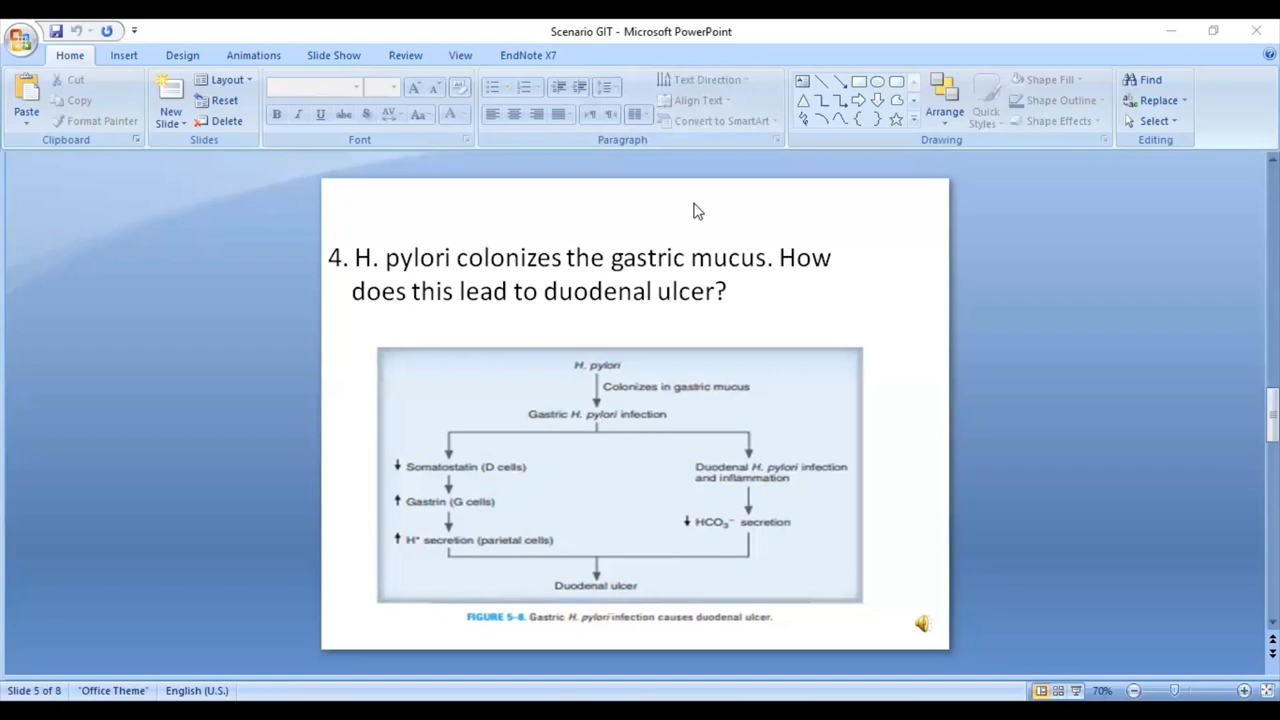 Scenario GIT - Microsoft PowerPoint
Home Insert Design Animations Slide Show Review View EndNote X7
Paste
Cut
Copy
Format Painter
Clipboard
New Slide
Layout
Reset
Delete
Slides
B I U abc S AV Aa A
Font
Paragraph
Text Direction
Align Text
Convert to SmartArt
Arrange
Quick Styles
Shape Fill
Shape Outline
Shape Effects
Drawing
Find
Replace
Select
Editing
4. H. pylori colonizes the gastric mucus. How
does this lead to duodenal ulcer?
H. pylori
Colonizes in gastric mucus
Gastric H. pylori infection
↓ Somatostatin (D cells)
↑ Gastrin (G cells)
↑ H⁺ secretion (parietal cells)
Duodenal H. pylori infection
and inflammation
↓ HCO₃⁻ secretion
Duodenal ulcer
FIGURE 5–8. Gastric H. pylori infection causes duodenal ulcer.
Slide 5 of 8 "Office Theme" English (U.S.) 70%